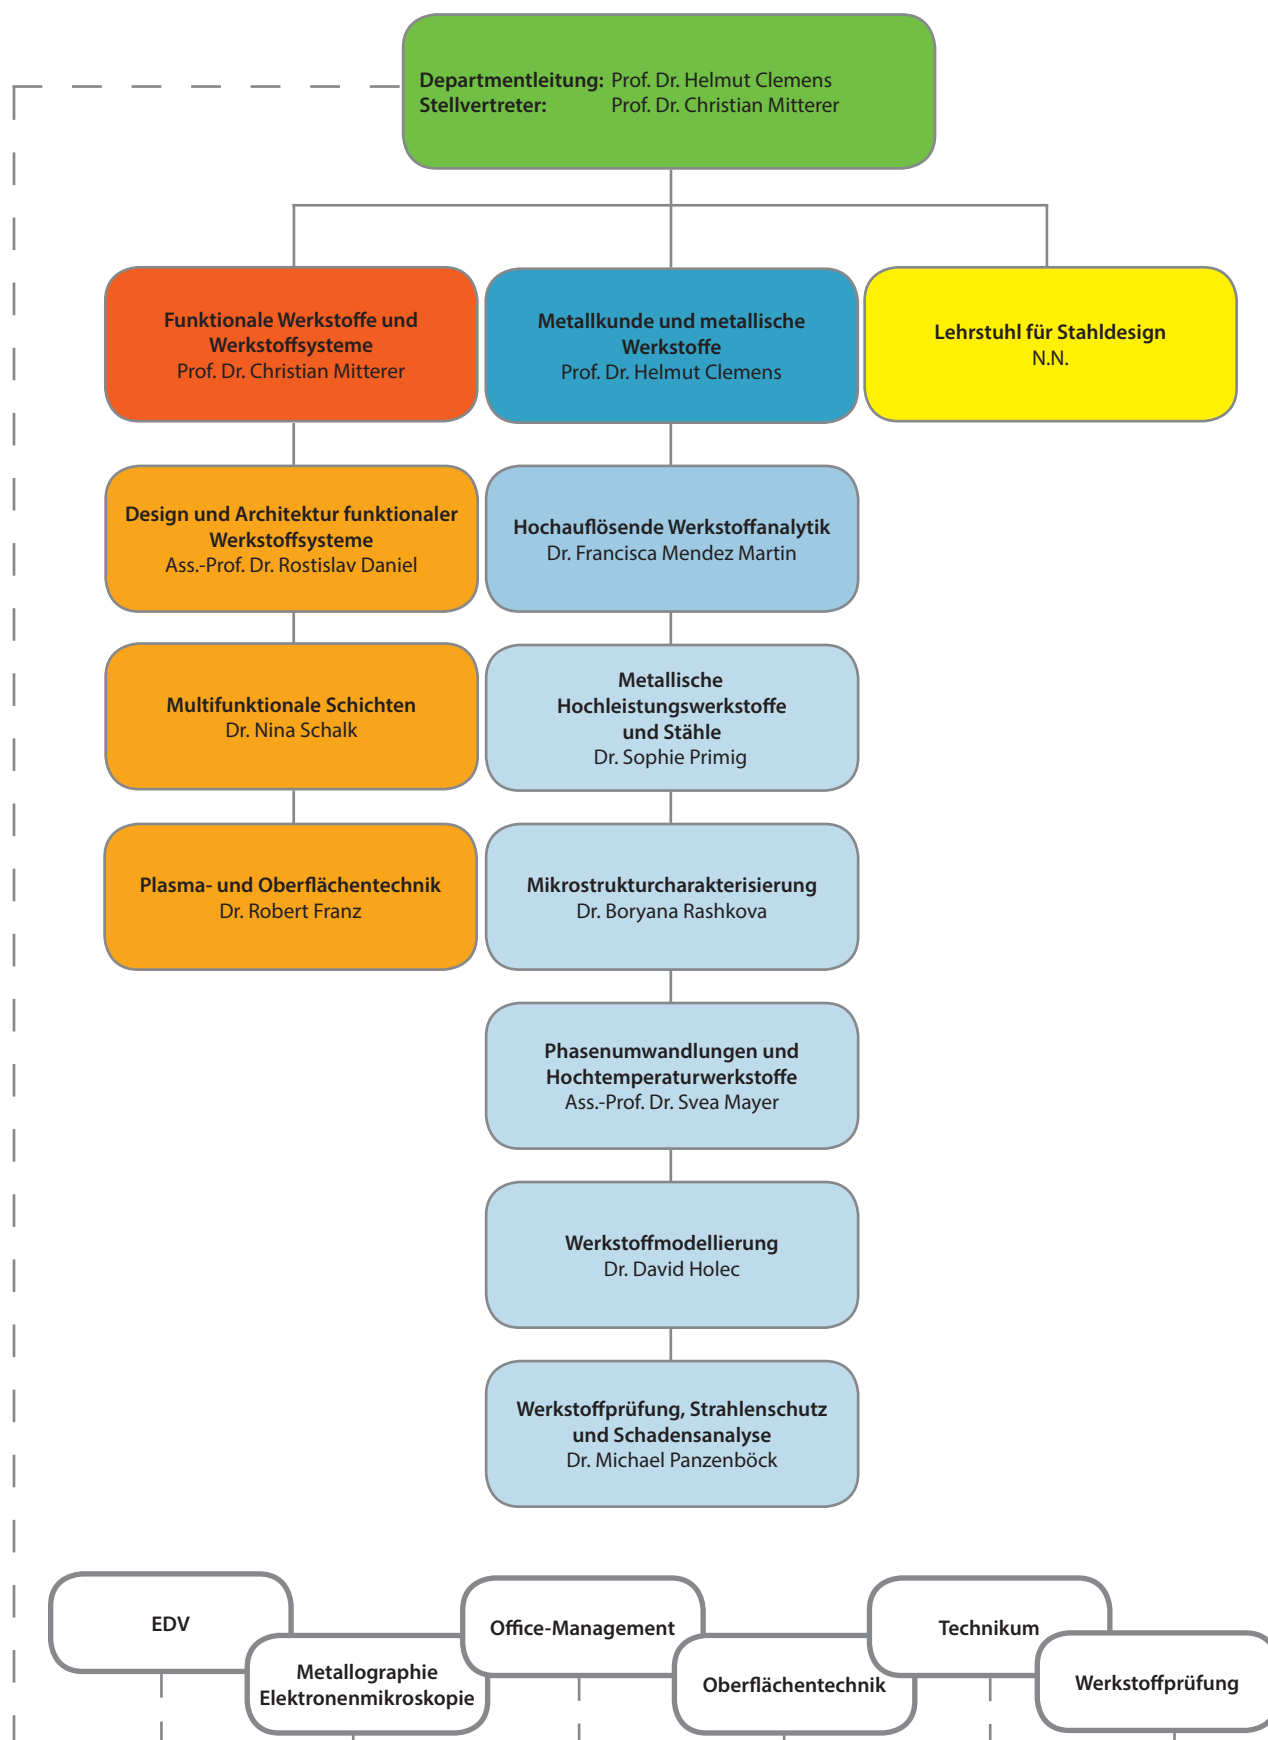 Departmentleitung: Prof. Dr. Helmut Clemens
Stellvertreter: Prof. Dr. Christian Mitterer
Funktionale Werkstoffe und
Werkstoffsysteme
Prof. Dr. Christian Mitterer
Metallkunde und metallische
Werkstoffe
Prof. Dr. Helmut Clemens
Lehrstuhl für Stahldesign
N.N.
Design und Architektur funktionaler
Werkstoffsysteme
Ass.-Prof. Dr. Rostislav Daniel
Hochauflösende Werkstoffanalytik
Dr. Francisca Mendez Martin
Multifunktionale Schichten
Dr. Nina Schalk
Metallische
Hochleistungswerkstoffe
und Stähle
Dr. Sophie Primig
Plasma- und Oberflächentechnik
Dr. Robert Franz
Mikrostrukturcharakterisierung
Dr. Boryana Rashkova
Phasenumwandlungen und
Hochtemperaturwerkstoffe
Ass.-Prof. Dr. Svea Mayer
Werkstoffmodellierung
Dr. David Holec
Werkstoffprüfung, Strahlenschutz
und Schadensanalyse
Dr. Michael Panzenböck
EDV
Metallographie
Elektronenmikroskopie
Office-Management
Oberflächentechnik
Technikum
Werkstoffprüfung